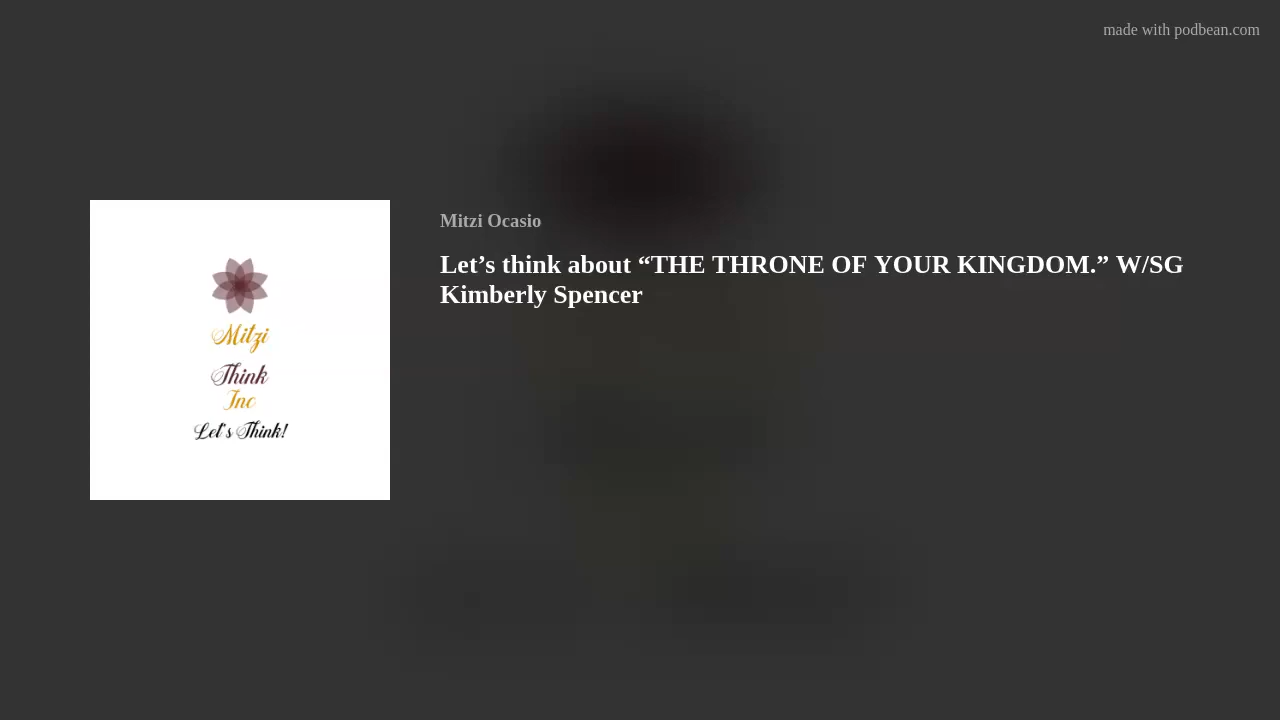 made with podbean.com
Mitzi Ocasio
Let’s think about “THE THRONE OF YOUR KINGDOM.” W/SG
Kimberly Spencer
Mitzi
Think
Inc
Let's Think!